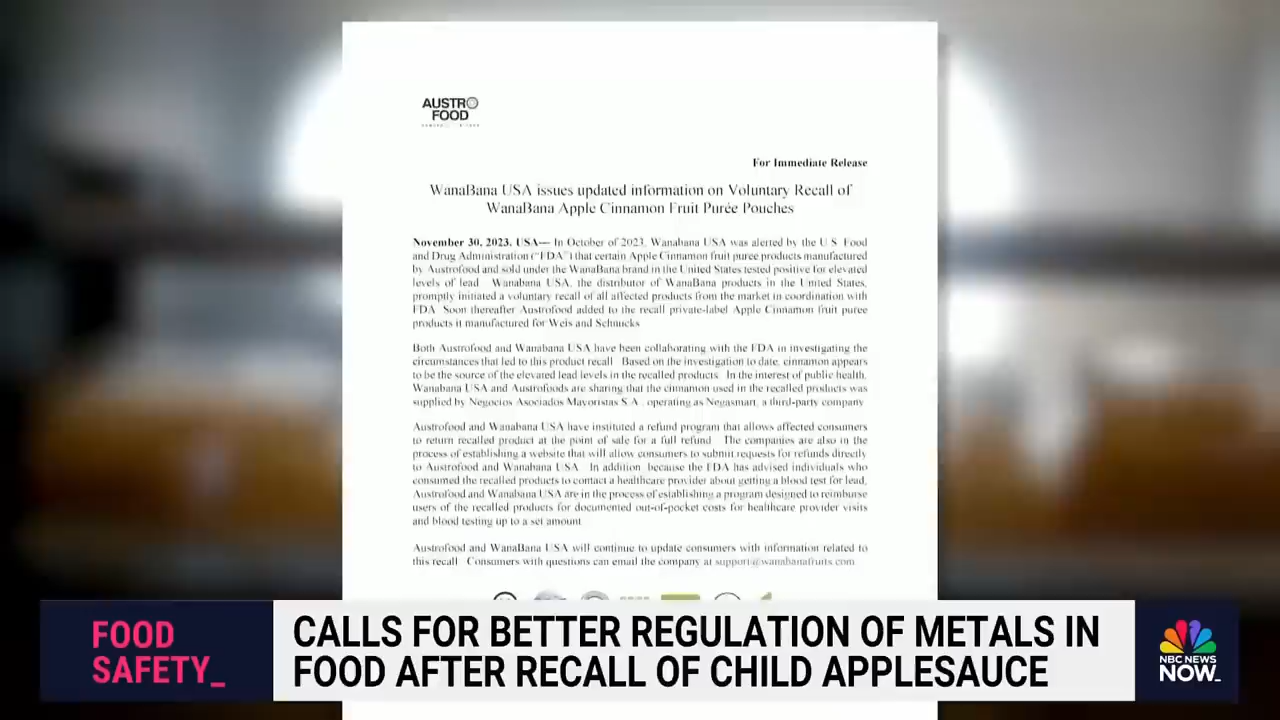 AUSTRO
FOOD
For Immediate Release
WanaBana USA issues updated information on Voluntary Recall of
WanaBana Apple Cinnamon Fruit Purée Pouches
November 30, 2023, USA— In October of 2023, Wanabana USA was alerted by the U S Food
and Drug Administration ("FDA") that certain Apple Cinnamon fruit puree products manufactured
by Austrofood and sold under the WanaBana brand in the United States tested positive for elevated
levels of lead Wanabana USA, the distributor of WanaBana products in the United States,
promptly initiated a voluntary recall of all affected products from the market in coordination with
FDA Soon thereafter Austrofood added to the recall private-label Apple Cinnamon fruit puree
products it manufactured for Weis and Schnucks
Both Austrofood and Wanabana USA have been collaborating with the FDA in investigating the
circumstances that led to this product recall Based on the investigation to date, cinnamon appears
to be the source of the elevated lead levels in the recalled products In the interest of public health,
Wanabana USA and Austrofoods are sharing that the cinnamon used in the recalled products was
supplied by Negocios Asociados Mayoristas S.A., operating as Negasmart, a third-party company
Austrofood and Wanabana USA have instituted a refund program that allows affected consumers
to return recalled product at the point of sale for a full refund The companies are also in the
process of establishing a website that will allow consumers to submit requests for refunds directly
to Austrofood and Wanabana USA In addition, because the FDA has advised individuals who
consumed the recalled products to contact a healthcare provider about getting a blood test for lead,
Austrofood and Wanabana USA are in the process of establishing a program designed to reimburse
users of the recalled products for documented out-of-pocket costs for healthcare provider visits
and blood testing up to a set amount
Austrofood and WanaBana USA will continue to update consumers with information related to
this recall Consumers with questions can email the company at support@wanabanafruits.com
FOOD
SAFETY_
CALLS FOR BETTER REGULATION OF METALS IN
FOOD AFTER RECALL OF CHILD APPLESAUCE
NBC NEWS
NOW_